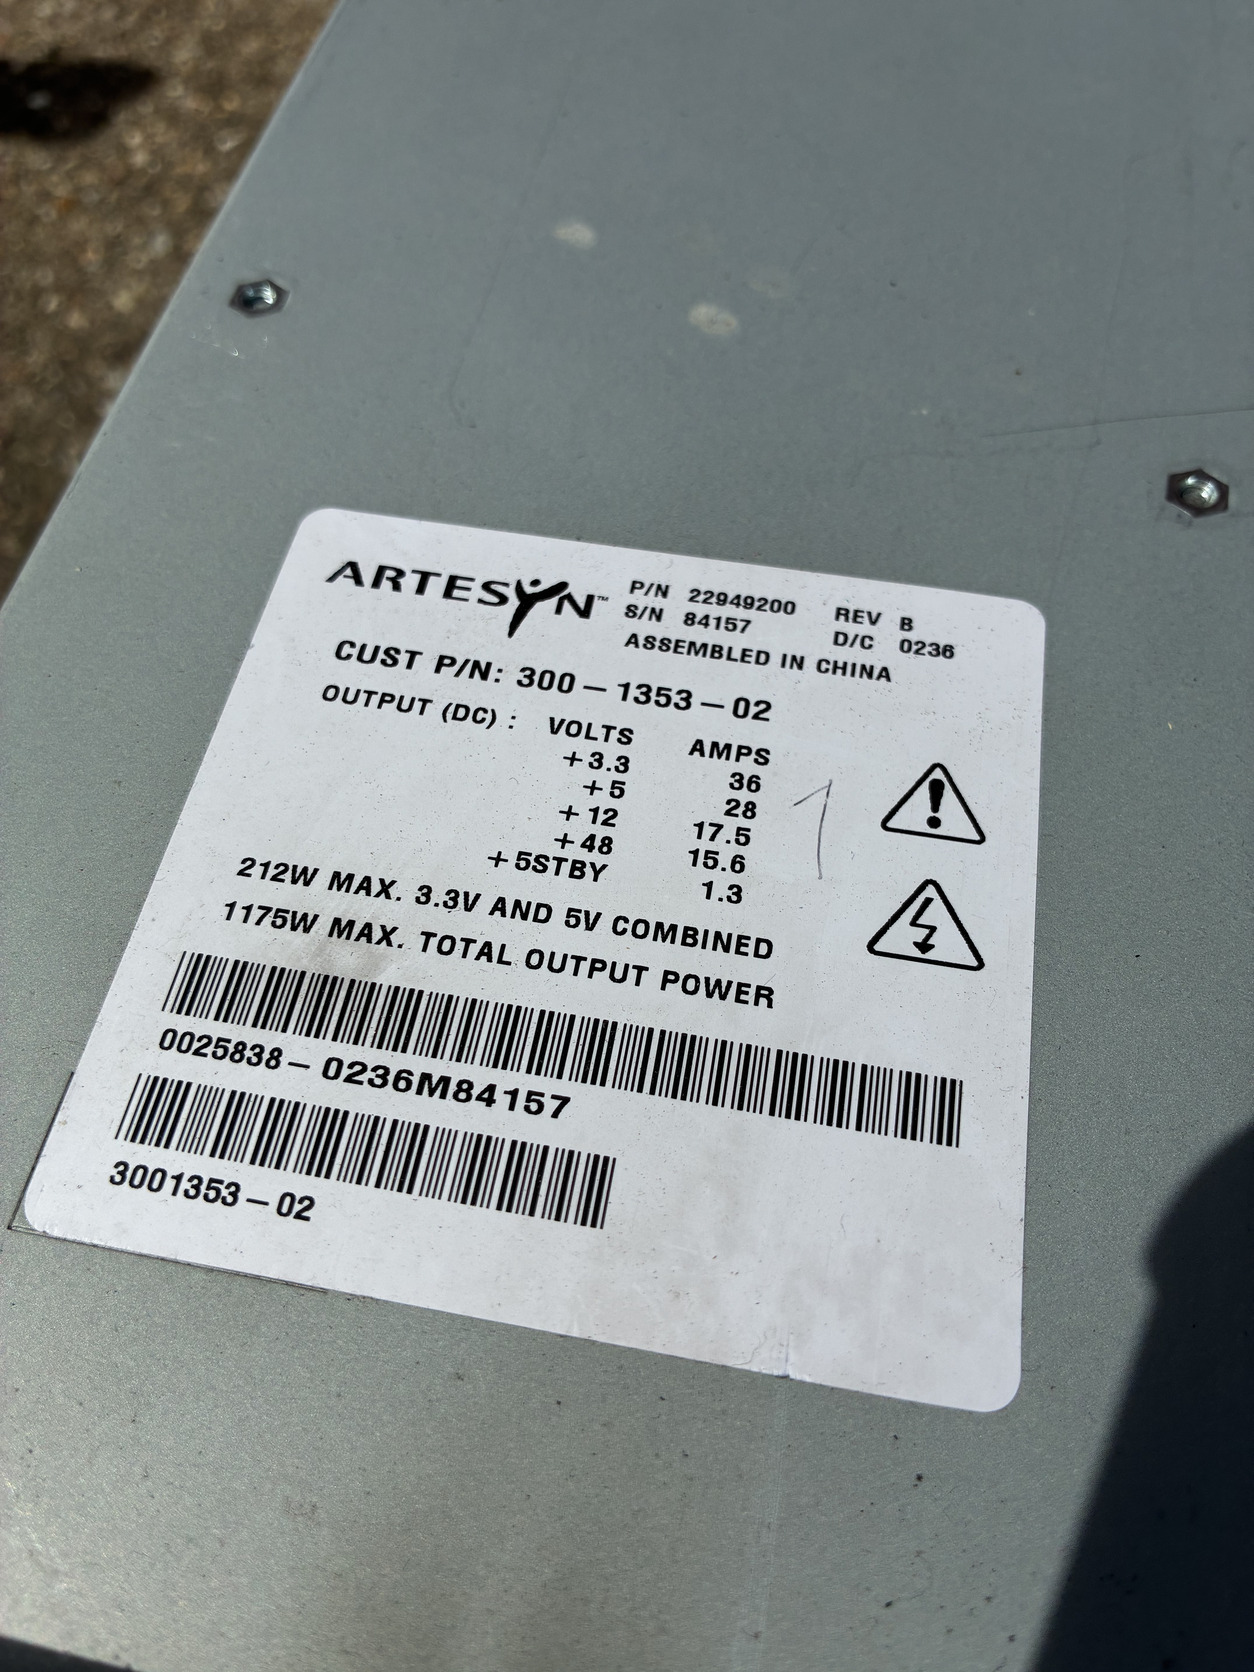 ARTESYN™
P/N 22949200 REV B
S/N 84157 D/C 0236
ASSEMBLED IN CHINA
CUST P/N: 300-1353-02
OUTPUT (DC): VOLTS AMPS
+3.3 36
+5 28
+12 17.5
+48 15.6
+5STBY 1.3
1
212W MAX. 3.3V AND 5V COMBINED
1175W MAX. TOTAL OUTPUT POWER
0025838-0236M84157
3001353-02